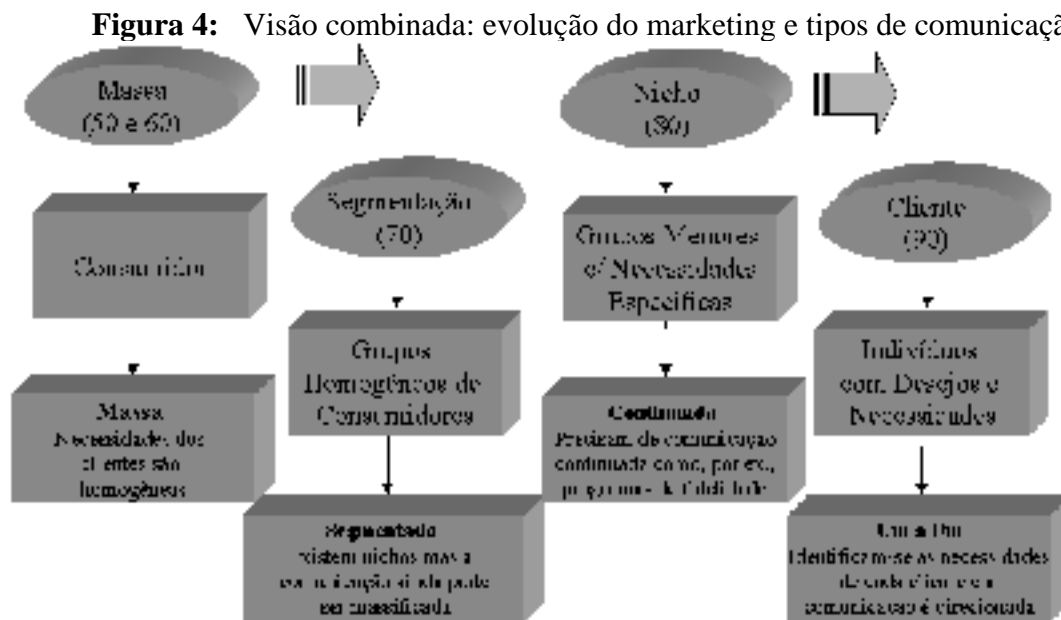 Figura 4: Visão combinada: evolução do marketing e tipos de comunicaçã
Massa
(50 e 60)
Consumidor
Massa
Necessidades dos
clientes são
homogêneas
Segmentação
(70)
Grupos
Homogêneos de
Consumidores
Segmentado
existem nichos mas a
comunicação ainda pode
ser massificada
Nicho
(80)
Grupos Menores
c/ Necessidades
Específicas
Continuada
Precisam de comunicação
continuada como, por ex.,
programas de fidelidade
Cliente
(90)
Indivíduos
com Desejos e
Necessidades
Um a Um
Identificam-se as necessidades
de cada cliente e a
comunicação é direcionada